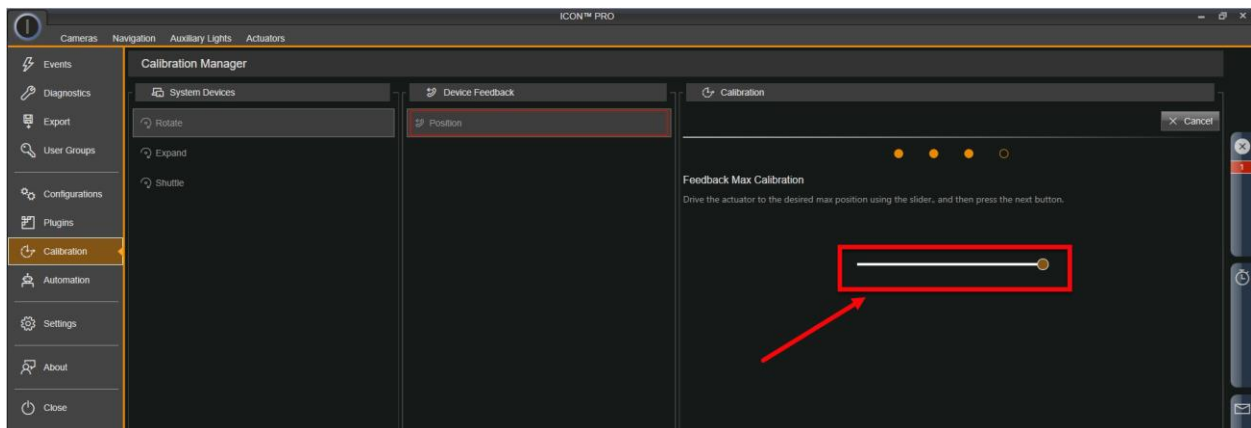 ICON™ PRO
Cameras Navigation Auxiliary Lights Actuators
Events
Diagnostics
Export
User Groups
Configurations
Plugins
Calibration
Automation
Settings
About
Close
Calibration Manager
System Devices
Rotate
Expand
Shuttle
Device Feedback
Position
Calibration
Cancel
Feedback Max Calibration
Drive the actuator to the desired max position using the slider., and then press the next button.
1